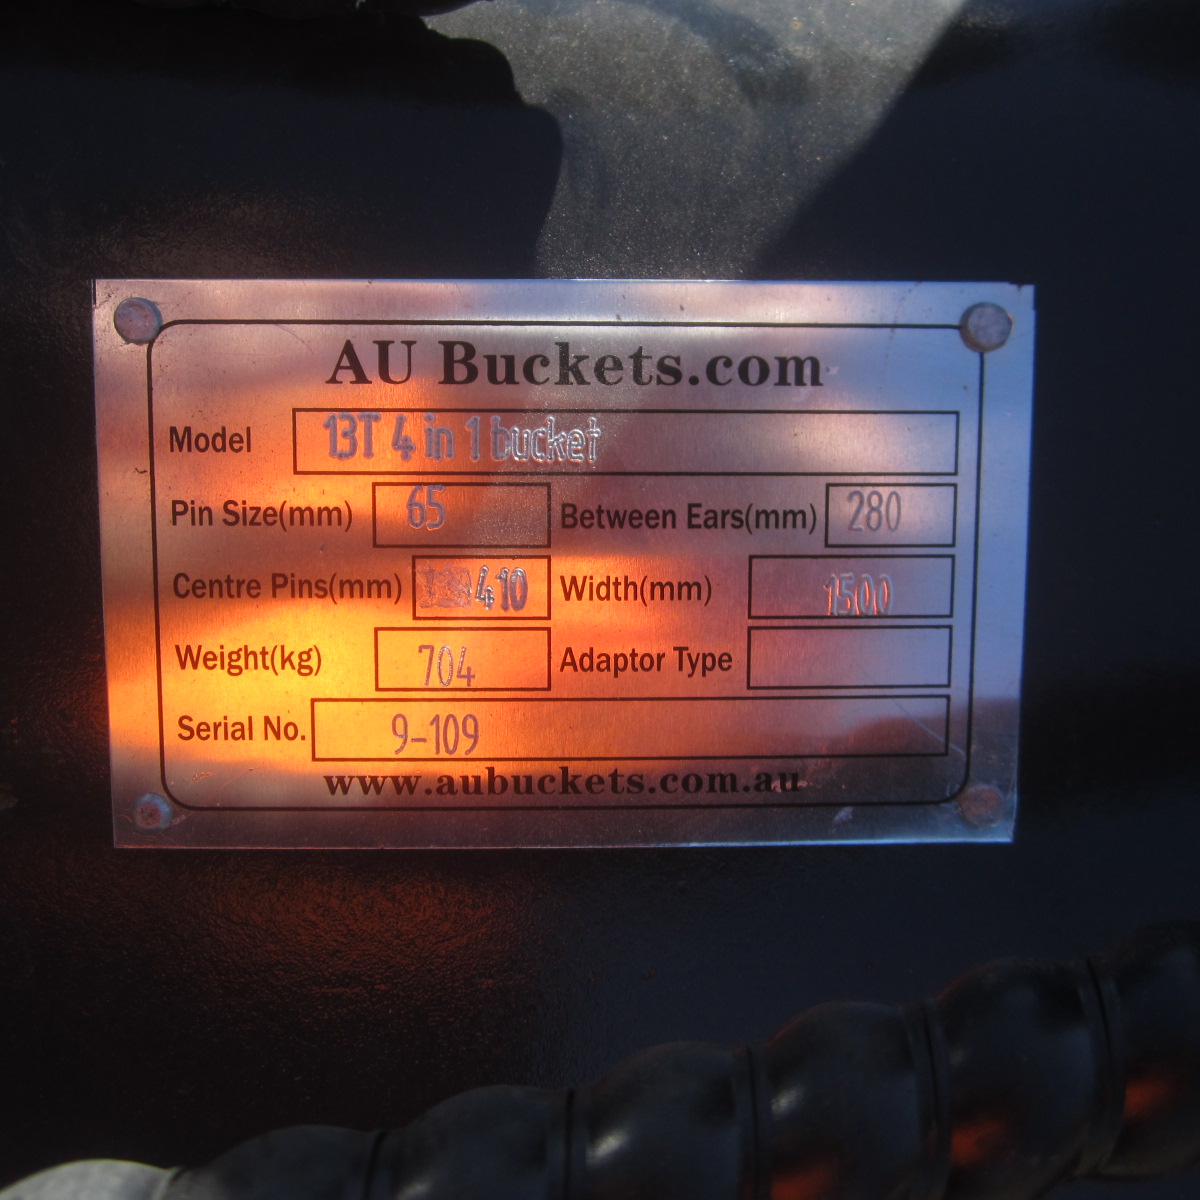 AU Buckets.com
Model 13T 4 in 1 bucket
Pin Size(mm) 65 Between Ears(mm) 280
Centre Pins(mm) 410 Width(mm) 1500
Weight(kg) 704 Adaptor Type
Serial No. 9-109
www.aubuckets.com.au